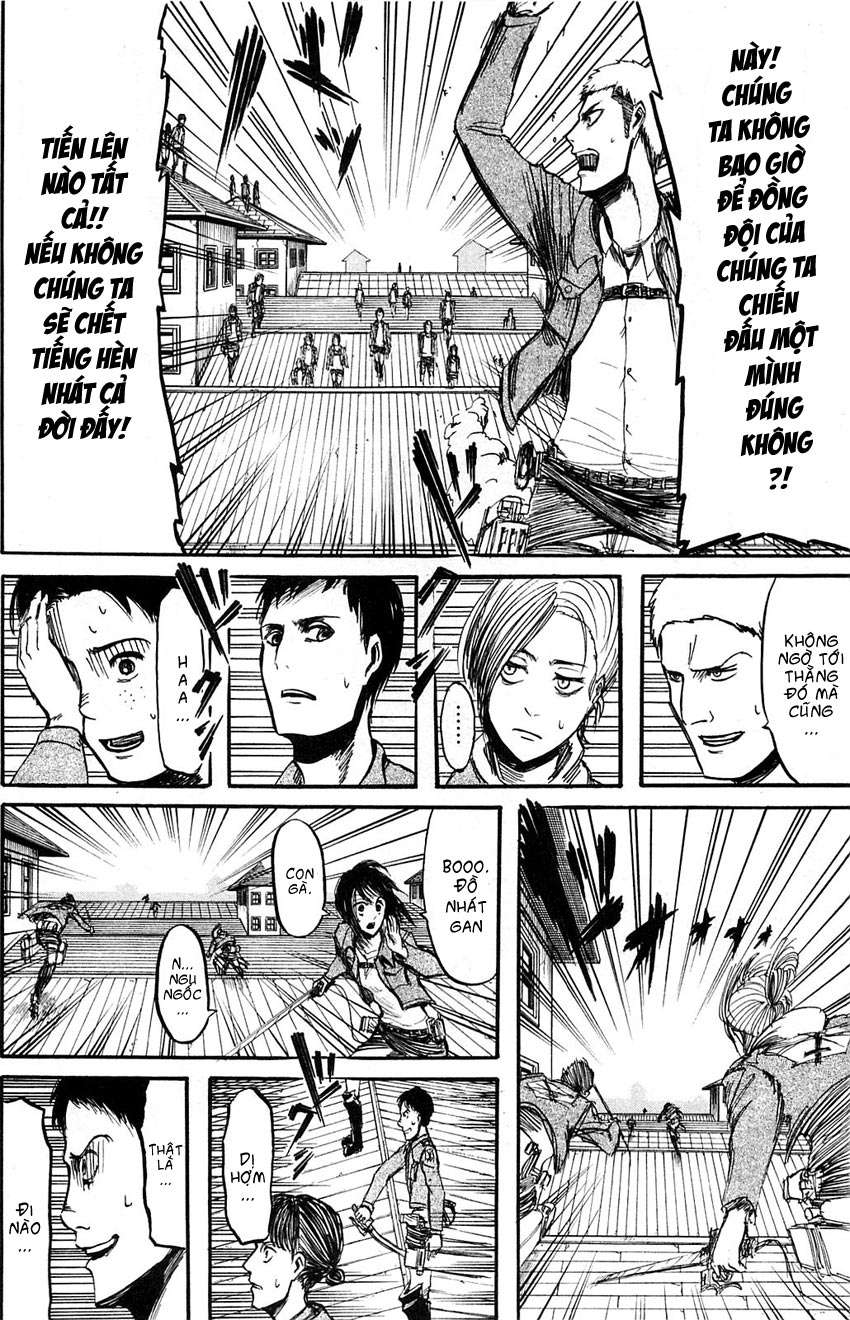 NÀY!
CHÚNG
TA KHÔNG
BAO GIỜ
ĐỂ ĐỒNG
ĐỘI CỦA
CHÚNG TA
CHIẾN
ĐẤU MỘT
MÌNH
ĐÚNG
KHÔNG
?!
TIẾN LÊN
NÀO TẤT
CẢ!!
NẾU KHÔNG
CHÚNG TA
SẼ CHẾT
TIẾNG HÈN
NHÁT CẢ
ĐỜI ĐẤY!
KHÔNG
NGỜ TỚI
THẰNG
ĐÓ MÀ
CŨNG
...
......
HAA
...
BOOO.
ĐỒ
NHÁT
GAN
CON
GÀ.
N...
NGU
NGỐC
...
DỊ
HỢM
...
THẬT
LÀ
...
ĐI
NÀO
...